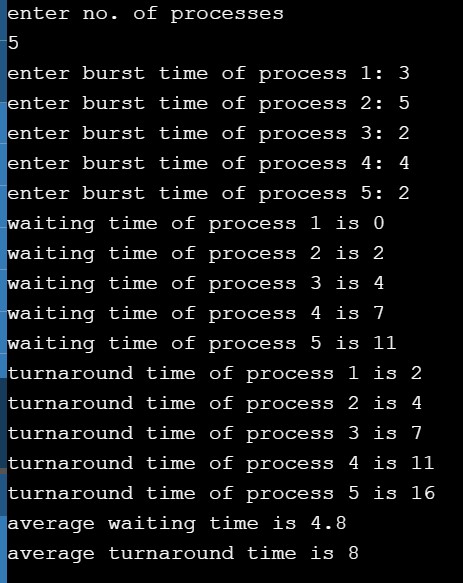 enter no. of processes
5
enter burst time of process 1: 3
enter burst time of process 2: 5
enter burst time of process 3: 2
enter burst time of process 4: 4
enter burst time of process 5: 2
waiting time of process 1 is 0
waiting time of process 2 is 2
waiting time of process 3 is 4
waiting time of process 4 is 7
waiting time of process 5 is 11
turnaround time of process 1 is 2
turnaround time of process 2 is 4
turnaround time of process 3 is 7
turnaround time of process 4 is 11
turnaround time of process 5 is 16
average waiting time is 4.8
average turnaround time is 8